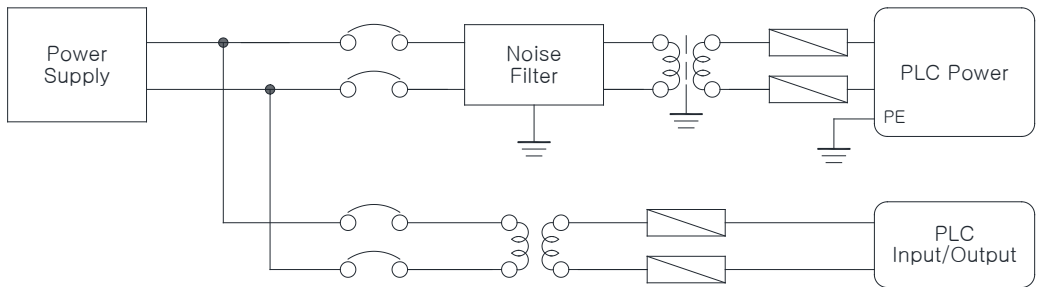 Power
Supply
Noise
Filter
PLC Power
PE
PLC
Input/Output